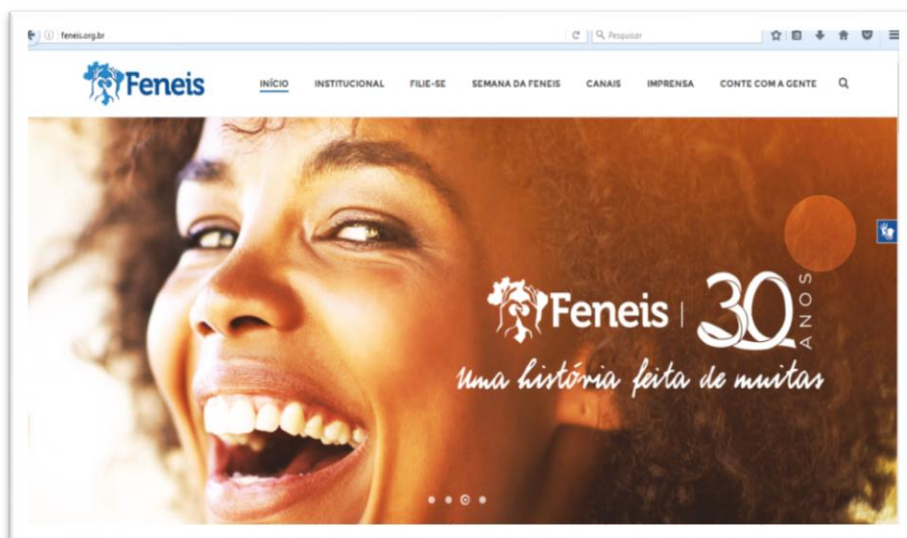 feneis.org.br
Pesquisar
Feneis
INÍCIO INSTITUCIONAL FILIE-SE SEMANA DA FENEIS CANAIS IMPRENSA CONTE COM A GENTE
Feneis | 30 ANOS
Uma história feita de muitas